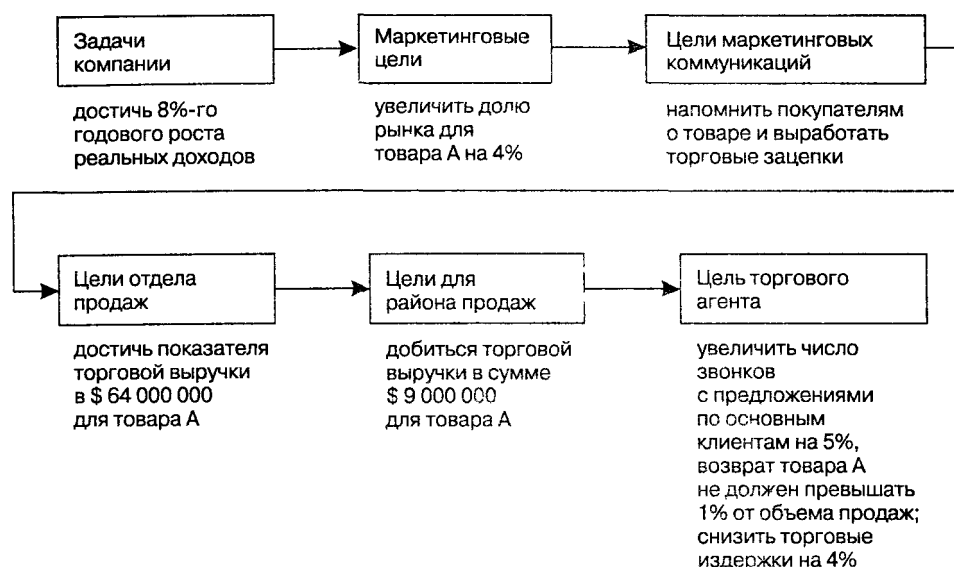 Задачи
компании
достичь 8%-го
годового роста
реальных доходов
Маркетинговые
цели
увеличить долю
рынка для
товара А на 4%
Цели маркетинговых
коммуникаций
напомнить покупателям
о товаре и выработать
торговые зацепки
Цели отдела
продаж
достичь показателя
торговой выручки
в $ 64 000 000
для товара А
Цели для
района продаж
добиться торговой
выручки в сумме
$ 9 000 000
для товара А
Цель торгового
агента
увеличить число
звонков
с предложениями
по основным
клиентам на 5%,
возврат товара А
не должен превышать
1% от объема продаж;
снизить торговые
издержки на 4%